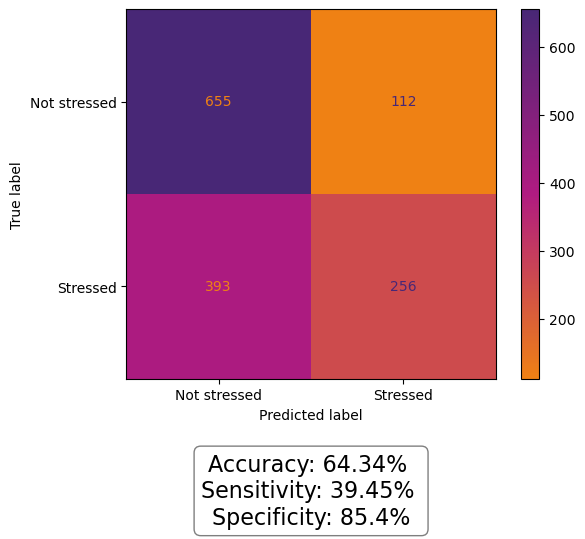 Not stressed
655
112
Stressed
393
256
True label
Not stressed
Stressed
Predicted label
600
500
400
300
200
Accuracy: 64.34%
Sensitivity: 39.45%
Specificity: 85.4%